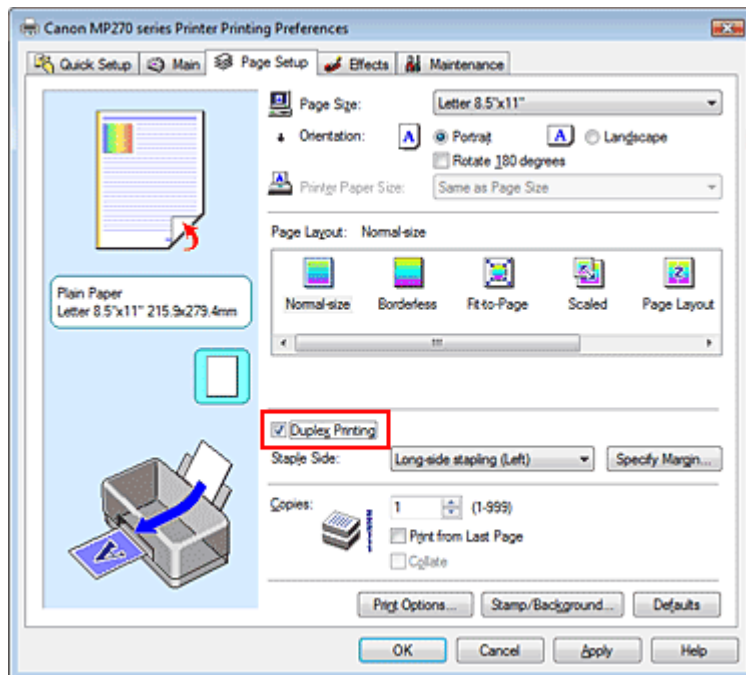 Canon MP270 series Printer Printing Preferences
Quick Setup Main Page Setup Effects Maintenance
Page Size: Letter 8.5"x11"
Orientation: A Portrait A Landscape
Rotate 180 degrees
Printer Paper Size: Same as Page Size
Page Layout: Normal-size
Normal-size Borderless Fit-to-Page Scaled Page Layout
Plain Paper
Letter 8.5"x11" 215.9x279.4mm
Duplex Printing
Staple Side: Long-side stapling (Left) Specify Margin...
Copies: 1 (1-999)
Print from Last Page
Collate
Print Options... Stamp/Background... Defaults
OK Cancel Apply Help